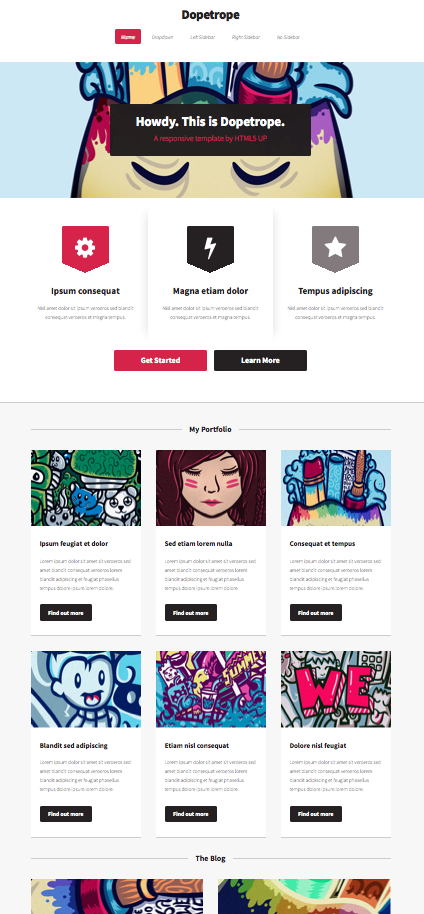 Dopetrope
Home Dropdown Left Sidebar Right Sidebar No Sidebar
Howdy. This is Dopetrope.
A responsive template by HTML5 UP
Ipsum consequat
Nisl amet dolor sit ipsum veroeros sed blandit
consequat veroeros et magna tempus.
Magna etiam dolor
Nisl amet dolor sit ipsum veroeros sed blandit
consequat veroeros et magna tempus.
Tempus adipiscing
Nisl amet dolor sit ipsum veroeros sed blandit
consequat veroeros et magna tempus.
Get Started Learn More
My Portfolio
Ipsum feugiat et dolor
Lorem ipsum dolor sit amet sit veroeros sed
amet blandit consequat veroeros lorem
blandit adipiscing et feugiat phasellus
tempus dolore ipsum lorem dolore.
Find out more
Sed etiam lorem nulla
Lorem ipsum dolor sit amet sit veroeros sed
amet blandit consequat veroeros lorem
blandit adipiscing et feugiat phasellus
tempus dolore ipsum lorem dolore.
Find out more
Consequat et tempus
Lorem ipsum dolor sit amet sit veroeros sed
amet blandit consequat veroeros lorem
blandit adipiscing et feugiat phasellus
tempus dolore ipsum lorem dolore.
Find out more
Blandit sed adipiscing
Lorem ipsum dolor sit amet sit veroeros sed
amet blandit consequat veroeros lorem
blandit adipiscing et feugiat phasellus
tempus dolore ipsum lorem dolore.
Find out more
YUMMY
Etiam nisl consequat
Lorem ipsum dolor sit amet sit veroeros sed
amet blandit consequat veroeros lorem
blandit adipiscing et feugiat phasellus
tempus dolore ipsum lorem dolore.
Find out more
WE
Dolore nisl feugiat
Lorem ipsum dolor sit amet sit veroeros sed
amet blandit consequat veroeros lorem
blandit adipiscing et feugiat phasellus
tempus dolore ipsum lorem dolore.
Find out more
The Blog